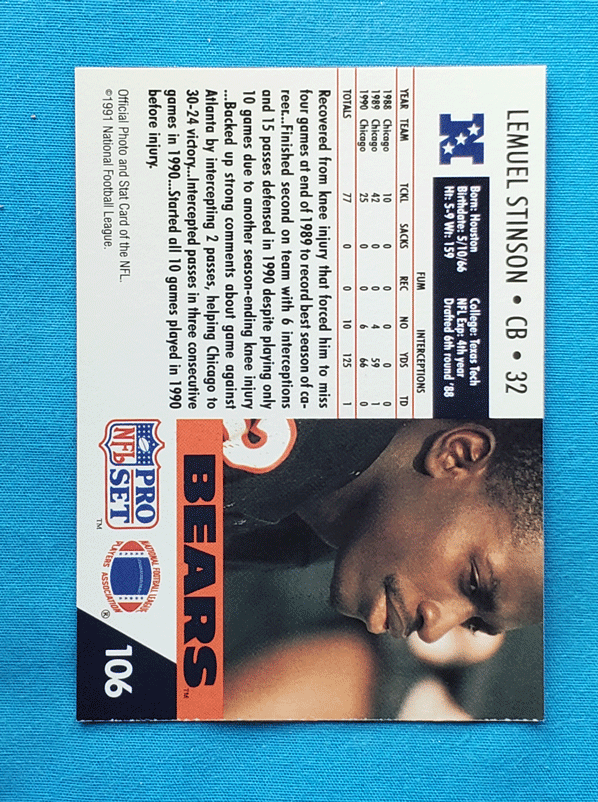 LEMUEL STINSON • CB • 32
N
Born: Houston
Birthdate: 5/10/66
Ht: 5-9 Wt: 159
College: Texas Tech
NFL Exp: 4th year
Drafted 6th round '88
FUM INTERCEPTIONS
YEAR TEAM TCKL SACKS REC NO YDS TD
1988 Chicago 10 0 0 0 0 0
1989 Chicago 42 0 0 4 59 1
1990 Chicago 25 0 0 6 66 0
TOTALS 77 0 0 10 125 1
Recovered from knee injury that forced him to miss
four games at end of 1989 to record best season of ca-
reer...Finished second on team with 6 interceptions
and 15 passes defensed in 1990 despite playing only
10 games due to another season-ending knee injury
...Backed up strong comments about game against
Atlanta by intercepting 2 passes, helping Chicago to
30-24 victory...Intercepted passes in three consecutive
games in 1990...Started all 10 games played in 1990
before injury.
Official Photo and Stat Card of the NFL.
©1991 National Football League.
BEARS™
PRO
NFL SET™
NATIONAL FOOTBALL LEAGUE
PLAYERS ASSOCIATION
®
106